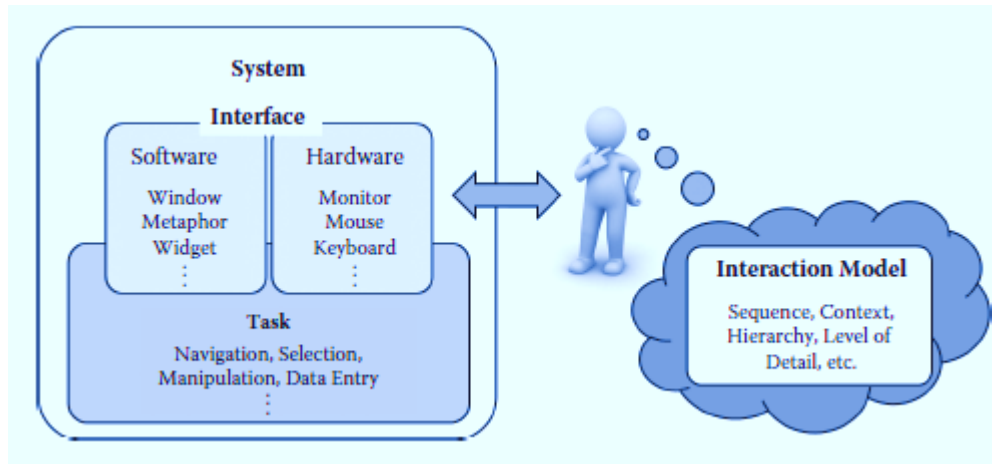 System
Interface
Software
Window
Metaphor
Widget
⋮
Hardware
Monitor
Mouse
Keyboard
⋮
Task
Navigation, Selection,
Manipulation, Data Entry
⋮
Interaction Model
Sequence, Context,
Hierarchy, Level of
Detail, etc.